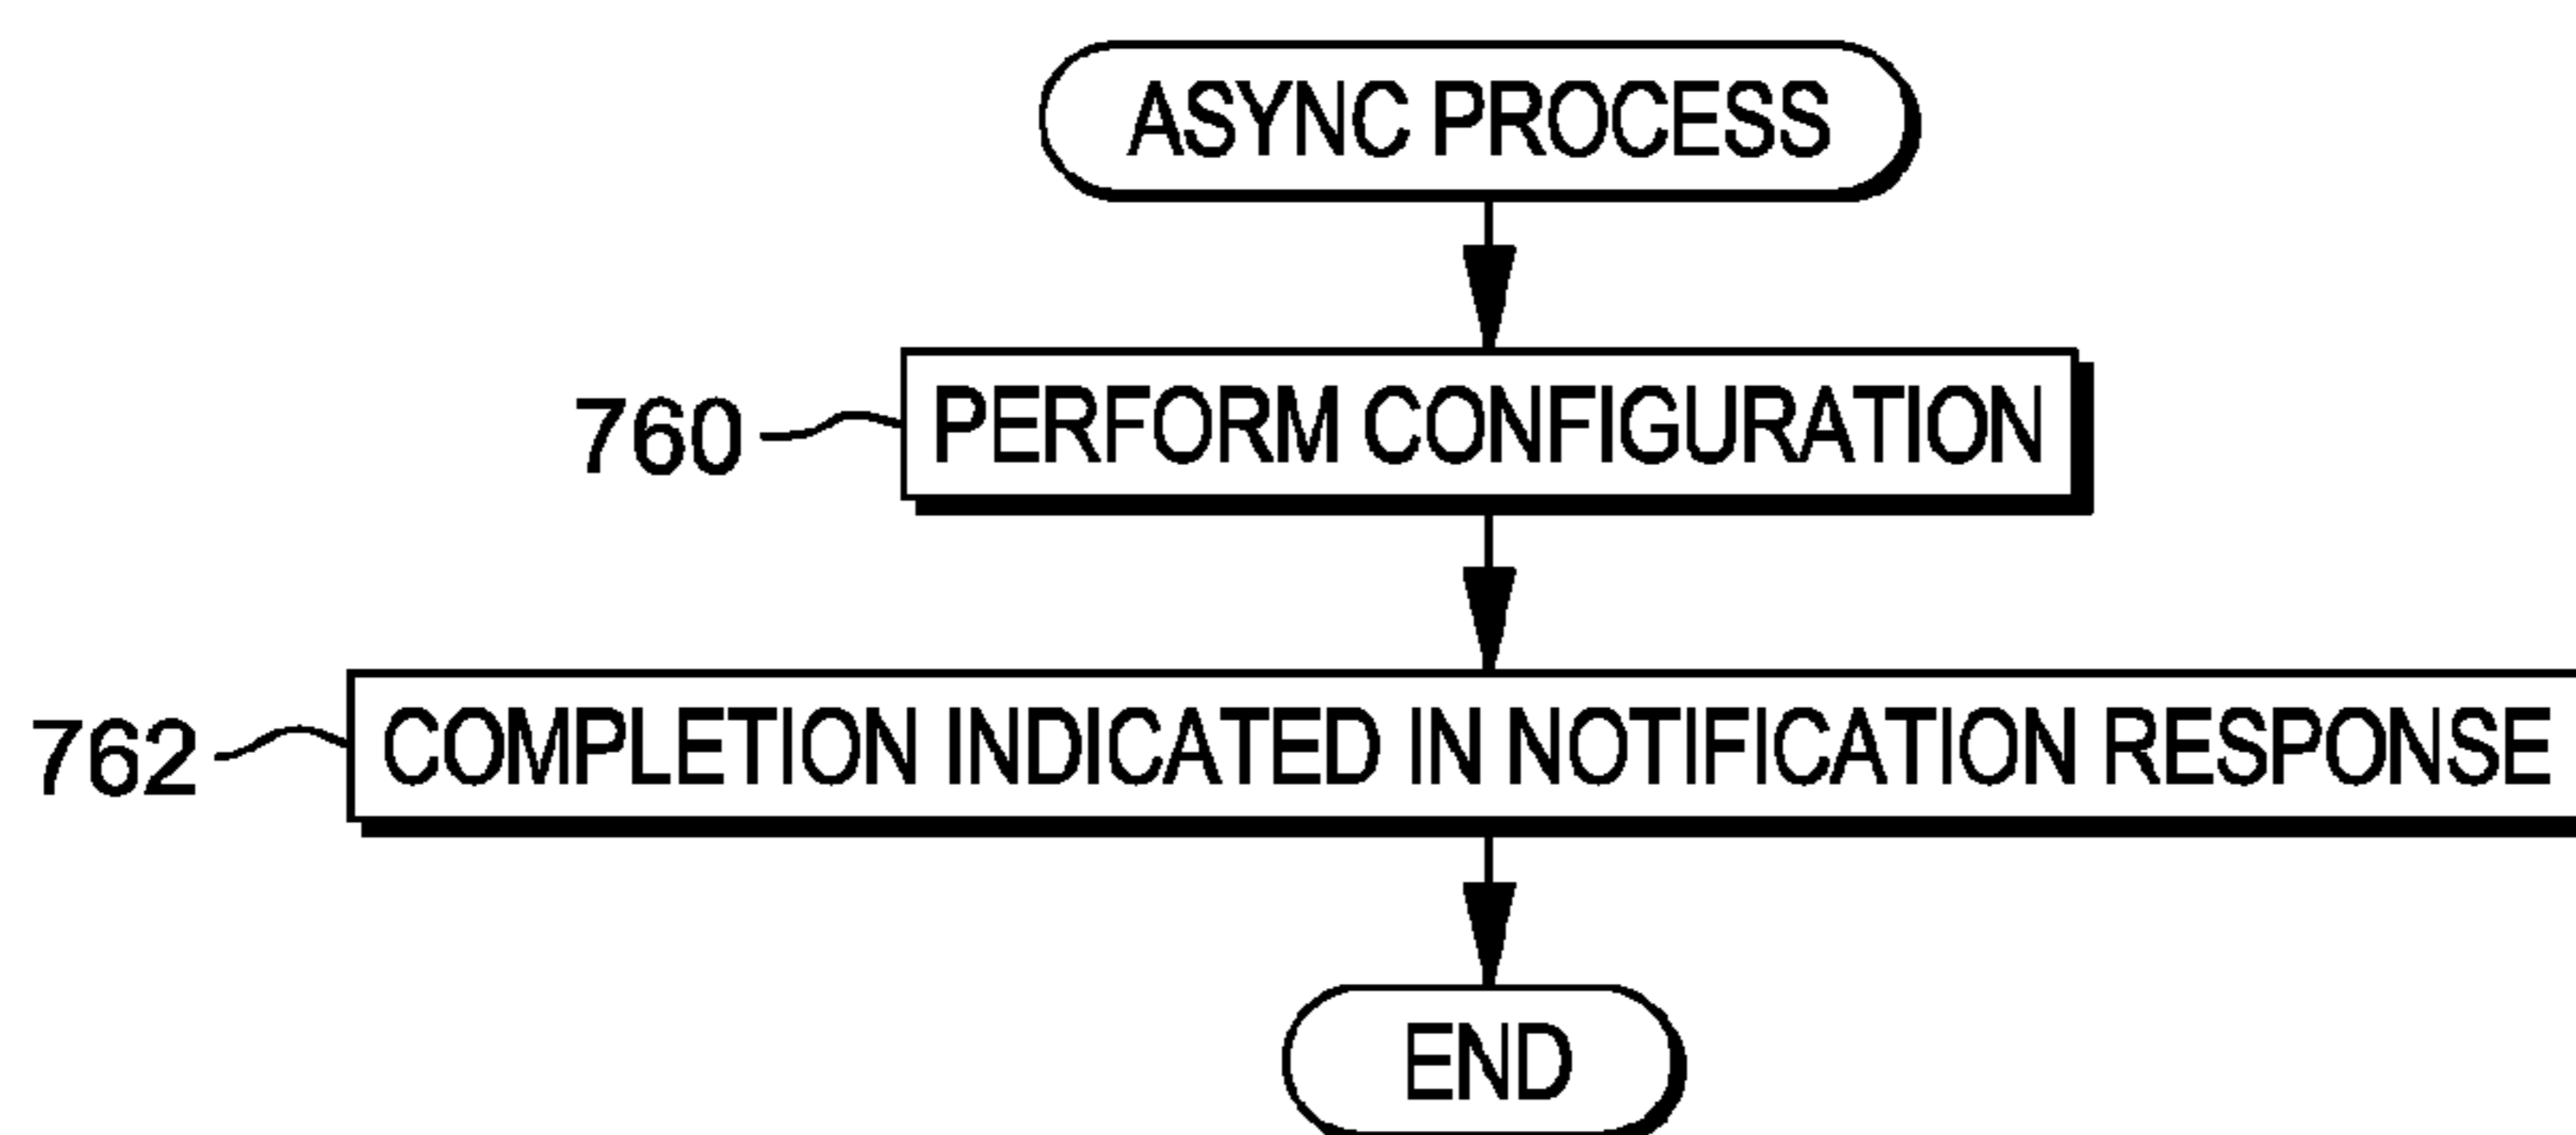 ASYNC PROCESS
760 PERFORM CONFIGURATION
762 COMPLETION INDICATED IN NOTIFICATION RESPONSE
END